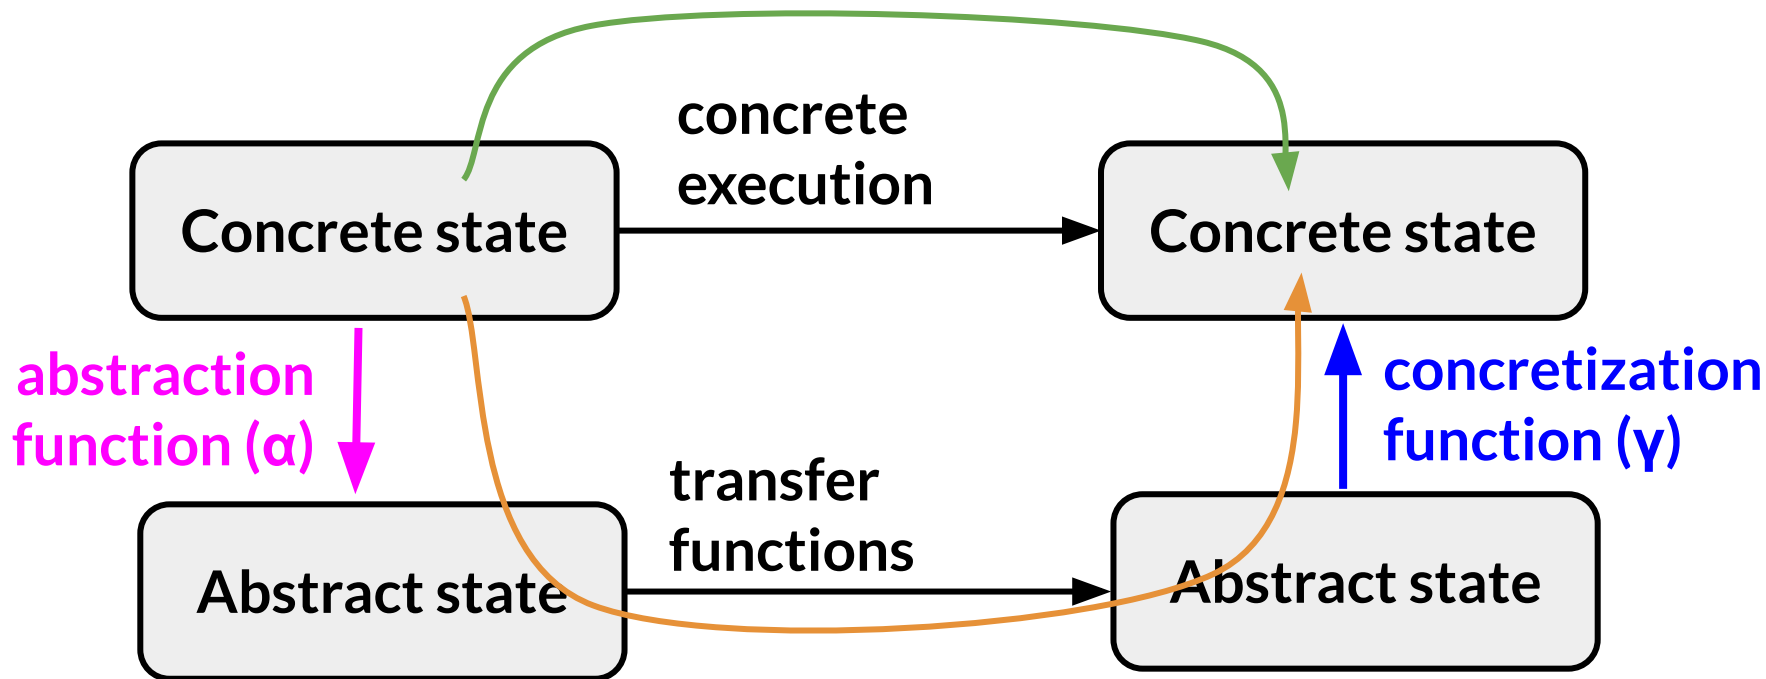 concrete
execution
Concrete state
Concrete state
abstraction
function (α)
concretization
function (γ)
transfer
functions
Abstract state
Abstract state